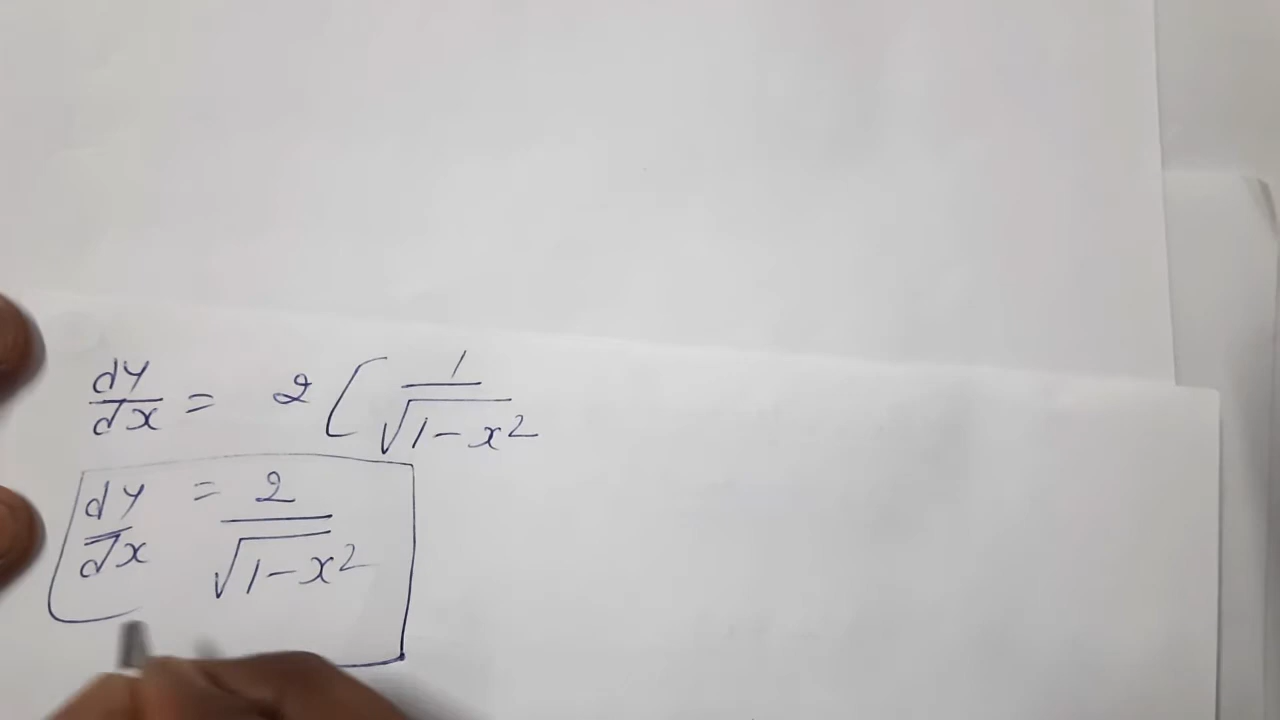 dy/dx = 2 ( 1/√1-x²
dy/dx = 2/√1-x²